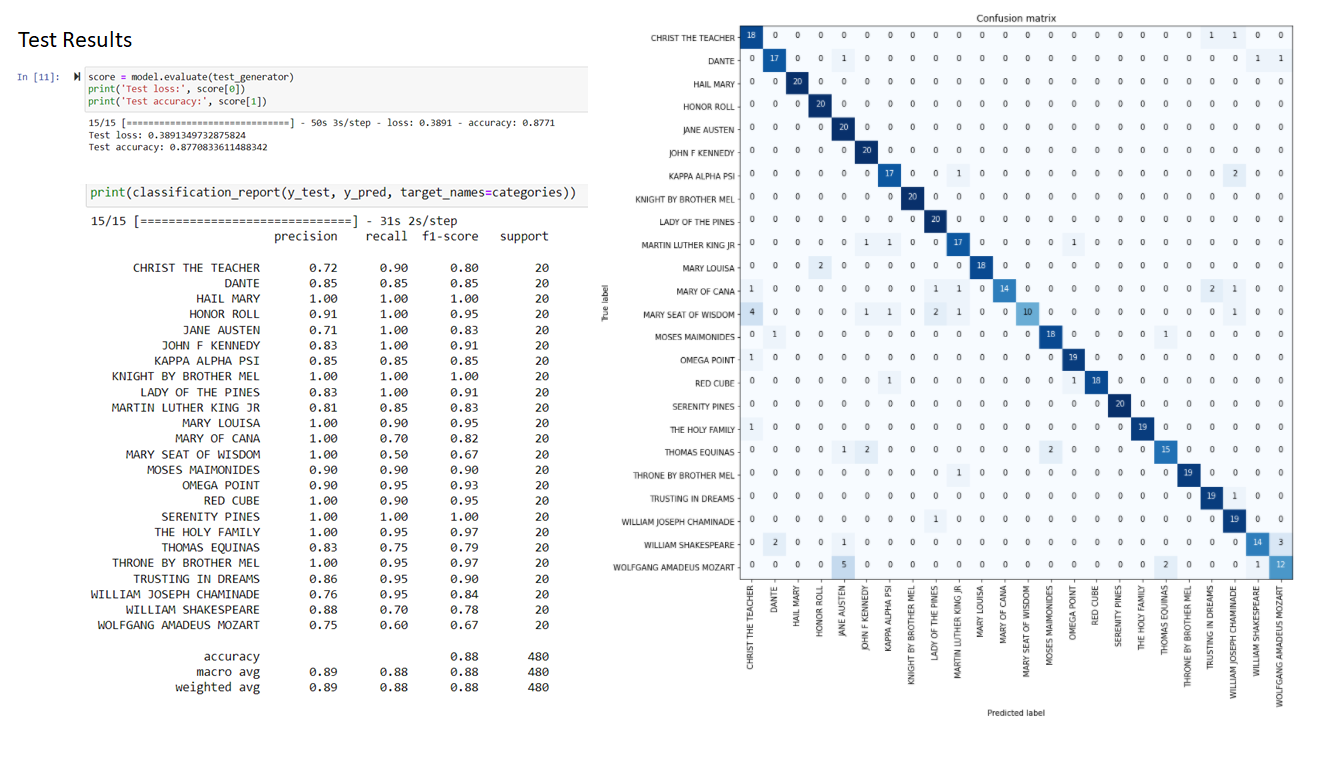 Test Results
In [11]:
score = model.evaluate(test_generator)
print('Test loss:', score[0])
print('Test accuracy:', score[1])
15/15 [==============================] - 50s 3s/step - loss: 0.3891 - accuracy: 0.8771
Test loss: 0.3891349732875824
Test accuracy: 0.8770833611488342
print(classification_report(y_test, y_pred, target_names=categories))
15/15 [==============================] - 31s 2s/step
precision recall f1-score support
CHRIST THE TEACHER 0.72 0.90 0.80 20
DANTE 0.85 0.85 0.85 20
HAIL MARY 1.00 1.00 1.00 20
HONOR ROLL 0.91 1.00 0.95 20
JANE AUSTEN 0.71 1.00 0.83 20
JOHN F KENNEDY 0.83 1.00 0.91 20
KAPPA ALPHA PSI 0.85 0.85 0.85 20
KNIGHT BY BROTHER MEL 1.00 1.00 1.00 20
LADY OF THE PINES 0.83 1.00 0.91 20
MARTIN LUTHER KING JR 0.81 0.85 0.83 20
MARY LOUISA 1.00 0.90 0.95 20
MARY OF CANA 1.00 0.70 0.82 20
MARY SEAT OF WISDOM 1.00 0.50 0.67 20
MOSES MAIMONIDES 0.90 0.90 0.90 20
OMEGA POINT 0.90 0.95 0.93 20
RED CUBE 1.00 0.90 0.95 20
SERENITY PINES 1.00 1.00 1.00 20
THE HOLY FAMILY 1.00 0.95 0.97 20
THOMAS EQUINAS 0.83 0.75 0.79 20
THRONE BY BROTHER MEL 1.00 0.95 0.97 20
TRUSTING IN DREAMS 0.86 0.95 0.90 20
WILLIAM JOSEPH CHAMINADE 0.76 0.95 0.84 20
WILLIAM SHAKESPEARE 0.88 0.70 0.78 20
WOLFGANG AMADEUS MOZART 0.75 0.60 0.67 20
accuracy 0.88 480
macro avg 0.89 0.88 0.88 480
weighted avg 0.89 0.88 0.88 480
Confusion matrix
True label
CHRIST THE TEACHER 18 0 0 0 0 0 0 0 0 0 0 0 0 0 0 0 0 0 0 0 1 1 0 0
DANTE 0 17 0 0 1 0 0 0 0 0 0 0 0 0 0 0 0 0 0 0 0 0 1 1
HAIL MARY 0 0 20 0 0 0 0 0 0 0 0 0 0 0 0 0 0 0 0 0 0 0 0 0
HONOR ROLL 0 0 0 20 0 0 0 0 0 0 0 0 0 0 0 0 0 0 0 0 0 0 0 0
JANE AUSTEN 0 0 0 0 20 0 0 0 0 0 0 0 0 0 0 0 0 0 0 0 0 0 0 0
JOHN F KENNEDY 0 0 0 0 0 20 0 0 0 0 0 0 0 0 0 0 0 0 0 0 0 0 0 0
KAPPA ALPHA PSI 0 0 0 0 0 0 17 0 0 1 0 0 0 0 0 0 0 0 0 0 0 2 0 0
KNIGHT BY BROTHER MEL 0 0 0 0 0 0 0 20 0 0 0 0 0 0 0 0 0 0 0 0 0 0 0 0
LADY OF THE PINES 0 0 0 0 0 0 0 0 20 0 0 0 0 0 0 0 0 0 0 0 0 0 0 0
MARTIN LUTHER KING JR 0 0 0 0 0 1 1 0 0 17 0 0 0 0 1 0 0 0 0 0 0 0 0 0
MARY LOUISA 0 0 0 2 0 0 0 0 0 0 18 0 0 0 0 0 0 0 0 0 0 0 0 0
MARY OF CANA 1 0 0 0 0 0 0 0 1 1 0 14 0 0 0 0 0 0 0 0 2 1 0 0
MARY SEAT OF WISDOM 4 0 0 0 0 1 1 0 2 1 0 0 10 0 0 0 0 0 0 0 0 1 0 0
MOSES MAIMONIDES 0 1 0 0 0 0 0 0 0 0 0 0 0 18 0 0 0 0 1 0 0 0 0 0
OMEGA POINT 1 0 0 0 0 0 0 0 0 0 0 0 0 0 19 0 0 0 0 0 0 0 0 0
RED CUBE 0 0 0 0 0 0 1 0 0 0 0 0 0 0 1 18 0 0 0 0 0 0 0 0
SERENITY PINES 0 0 0 0 0 0 0 0 0 0 0 0 0 0 0 0 20 0 0 0 0 0 0 0
THE HOLY FAMILY 1 0 0 0 0 0 0 0 0 0 0 0 0 0 0 0 0 19 0 0 0 0 0 0
THOMAS EQUINAS 0 0 0 0 1 2 0 0 0 0 0 0 0 2 0 0 0 0 15 0 0 0 0 0
THRONE BY BROTHER MEL 0 0 0 0 0 0 0 0 0 1 0 0 0 0 0 0 0 0 0 19 0 0 0 0
TRUSTING IN DREAMS 0 0 0 0 0 0 0 0 0 0 0 0 0 0 0 0 0 0 0 0 19 1 0 0
WILLIAM JOSEPH CHAMINADE 0 0 0 0 0 0 0 0 1 0 0 0 0 0 0 0 0 0 0 0 0 19 0 0
WILLIAM SHAKESPEARE 0 2 0 0 1 0 0 0 0 0 0 0 0 0 0 0 0 0 0 0 0 0 14 3
WOLFGANG AMADEUS MOZART 0 0 0 0 5 0 0 0 0 0 0 0 0 0 0 0 0 0 2 0 0 0 1 12
CHRIST THE TEACHER
DANTE
HAIL MARY
HONOR ROLL
JANE AUSTEN
JOHN F KENNEDY
KAPPA ALPHA PSI
KNIGHT BY BROTHER MEL
LADY OF THE PINES
MARTIN LUTHER KING JR
MARY LOUISA
MARY OF CANA
MARY SEAT OF WISDOM
MOSES MAIMONIDES
OMEGA POINT
RED CUBE
SERENITY PINES
THE HOLY FAMILY
THOMAS EQUINAS
THRONE BY BROTHER MEL
TRUSTING IN DREAMS
WILLIAM JOSEPH CHAMINADE
WILLIAM SHAKESPEARE
WOLFGANG AMADEUS MOZART
Predicted label